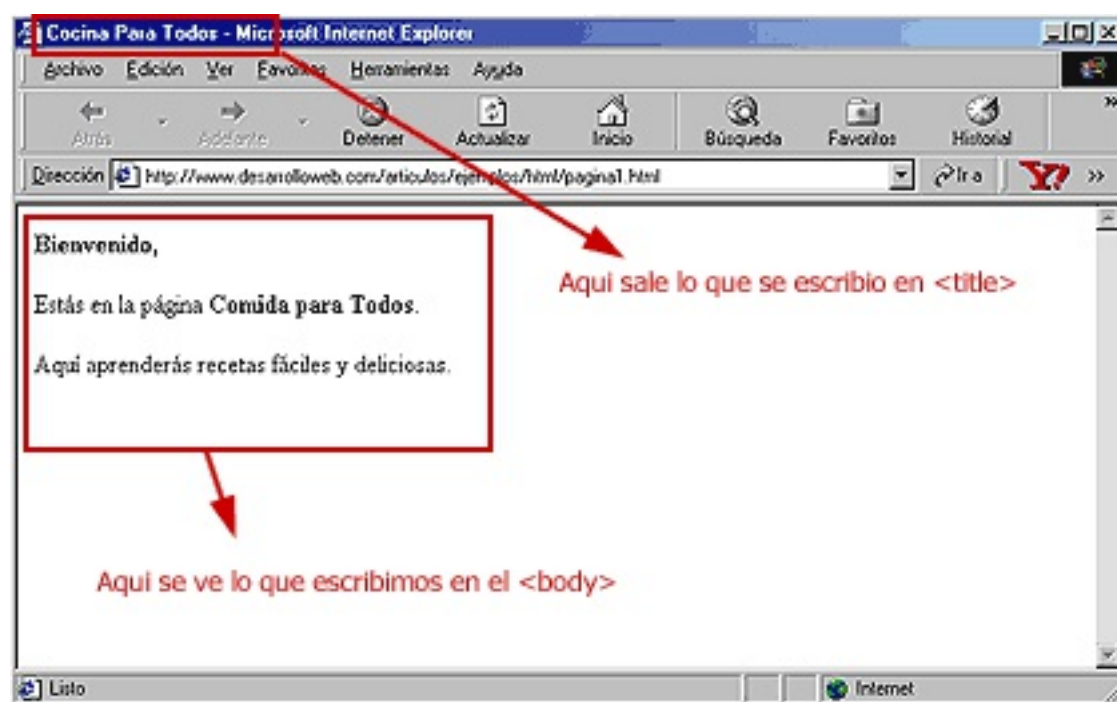 Cocina Para Todos - Microsoft Internet Explorer
Archivo Edición Ver Favoritos Herramientas Ayuda
Atrás Adelante Detener Actualizar Inicio Búsqueda Favoritos Historial »
Dirección http://www.desarrolloweb.com/articulos/ejemplos/html/pagina1.html Ir a Y! »
Bienvenido,
Aqui sale lo que se escribio en <title>
Estás en la página Comida para Todos.
Aquí aprenderás recetas fáciles y deliciosas.
Aqui se ve lo que escribimos en el <body>
Listo Internet